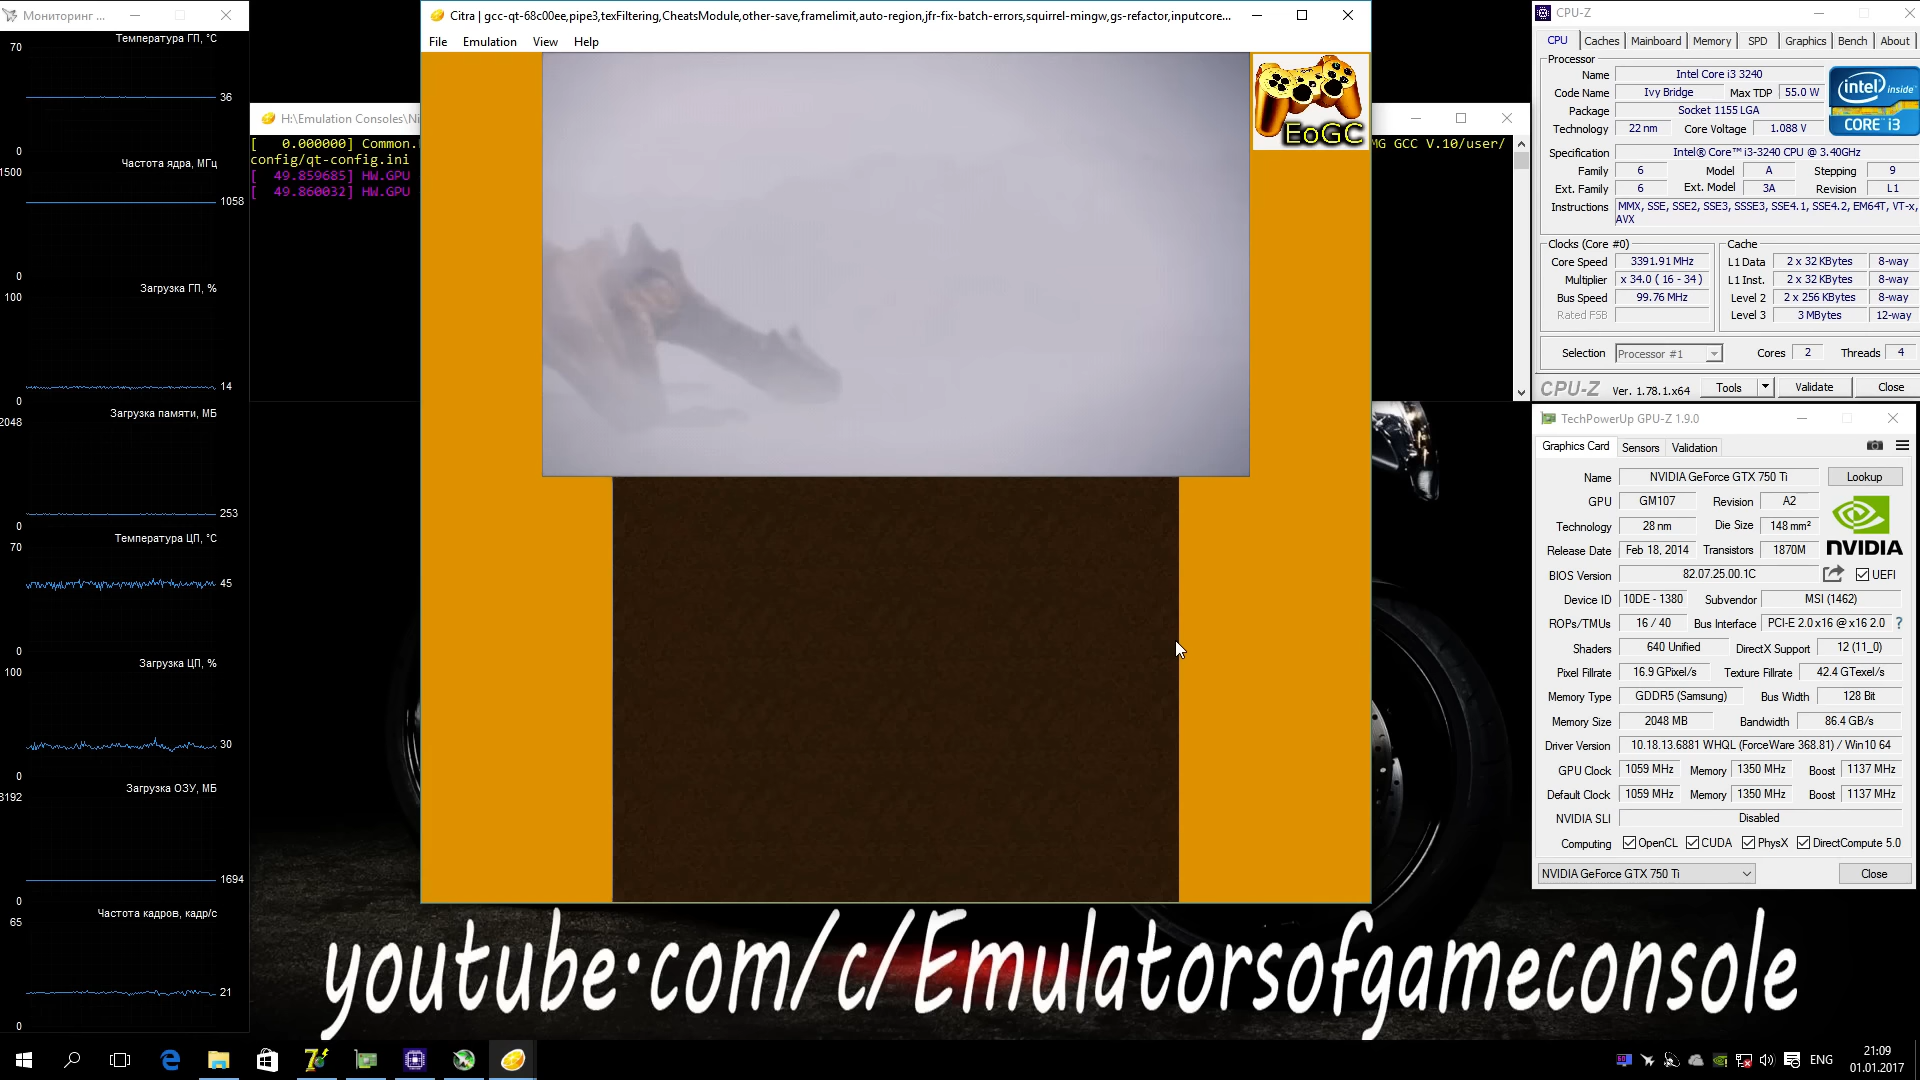 Мониторинг ...
Температура ГП, °C
70
36
0
Частота ядра, МГц
1500
1058
0
Загрузка ГП, %
100
14
0
Загрузка памяти, МБ
2048
253
0
Температура ЦП, °C
70
45
0
Загрузка ЦП, %
100
30
0
Загрузка ОЗУ, МБ
8192
1694
0
Частота кадров, кадр/с
65
21
0
H:\Emulation Consoles\Ni
[ 0.000000] Common.
config/qt-config.ini
[ 49.859685] HW.GPU
[ 49.860032] HW.GPU
MG GCC V.10/user/
Citra | gcc-qt-68c00ee,pipe3,texFiltering,CheatsModule,other-save,framelimit,auto-region,jfr-fix-batch-errors,squirrel-mingw,gs-refactor,inputcore...
File Emulation View Help
EoGC
CPU-Z
CPU Caches Mainboard Memory SPD Graphics Bench About
Processor
Name Intel Core i3 3240
Code Name Ivy Bridge Max TDP 55.0 W
Package Socket 1155 LGA
Technology 22 nm Core Voltage 1.088 V
intel inside™
CORE i3
Specification Intel® Core™ i3-3240 CPU @ 3.40GHz
Family 6 Model A Stepping 9
Ext. Family 6 Ext. Model 3A Revision L1
Instructions MMX, SSE, SSE2, SSE3, SSSE3, SSE4.1, SSE4.2, EM64T, VT-x,
AVX
Clocks (Core #0) Cache
Core Speed 3391.91 MHz L1 Data 2 x 32 KBytes 8-way
Multiplier x 34.0 ( 16 - 34 ) L1 Inst. 2 x 32 KBytes 8-way
Bus Speed 99.76 MHz Level 2 2 x 256 KBytes 8-way
Rated FSB Level 3 3 MBytes 12-way
Selection Processor #1 Cores 2 Threads 4
CPU-Z Ver. 1.78.1.x64 Tools Validate Close
TechPowerUp GPU-Z 1.9.0
Graphics Card Sensors Validation
Name NVIDIA GeForce GTX 750 Ti Lookup
GPU GM107 Revision A2
Technology 28 nm Die Size 148 mm²
Release Date Feb 18, 2014 Transistors 1870M
NVIDIA
BIOS Version 82.07.25.00.1C UEFI
Device ID 10DE - 1380 Subvendor MSI (1462)
ROPs/TMUs 16 / 40 Bus Interface PCI-E 2.0 x16 @ x16 2.0 ?
Shaders 640 Unified DirectX Support 12 (11_0)
Pixel Fillrate 16.9 GPixel/s Texture Fillrate 42.4 GTexel/s
Memory Type GDDR5 (Samsung) Bus Width 128 Bit
Memory Size 2048 MB Bandwidth 86.4 GB/s
Driver Version 10.18.13.6881 WHQL (ForceWare 368.81) / Win10 64
GPU Clock 1059 MHz Memory 1350 MHz Boost 1137 MHz
Default Clock 1059 MHz Memory 1350 MHz Boost 1137 MHz
NVIDIA SLI Disabled
Computing OpenCL CUDA PhysX DirectCompute 5.0
NVIDIA GeForce GTX 750 Ti Close
youtube.com/c/Emulatorsofgameconsole
ENG
21:09
01.01.2017